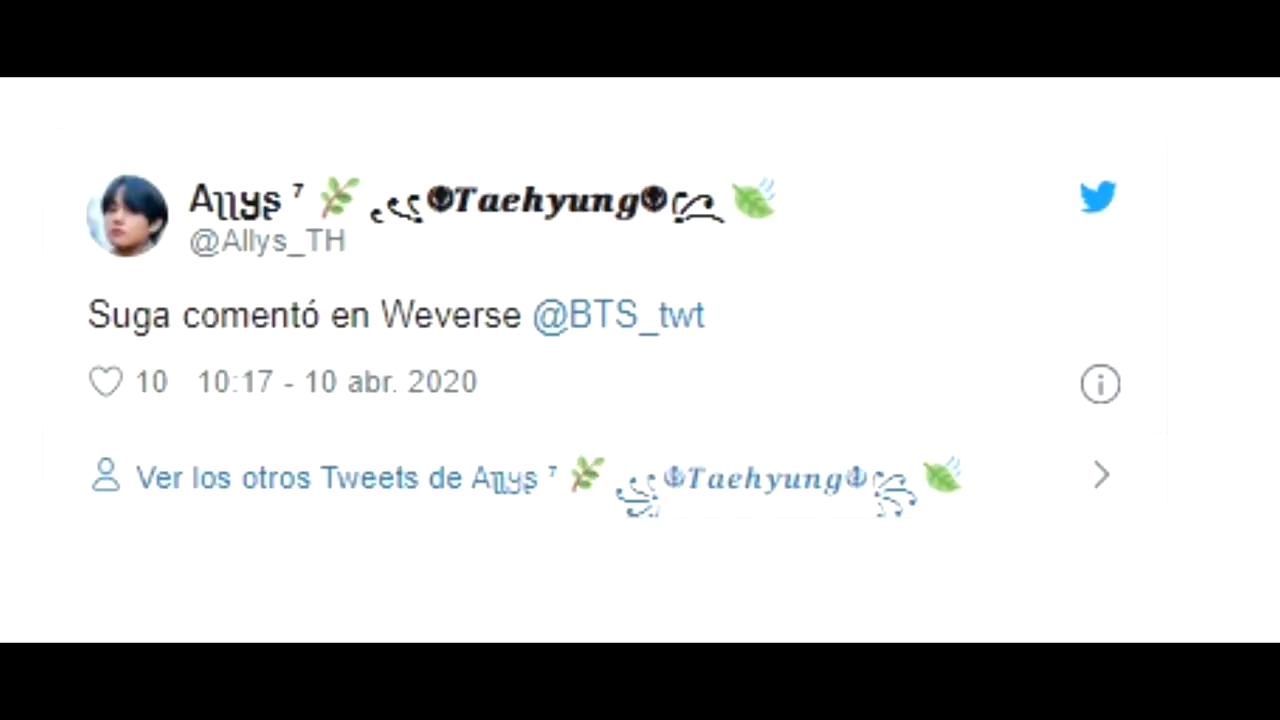 Allys ⁷ 🌿 Taehyung 🍃
@Allys_TH
Suga comentó en Weverse @BTS_twt
10 10:17 - 10 abr. 2020
Ver los otros Tweets de Allys ⁷ 🌿 Taehyung 🍃